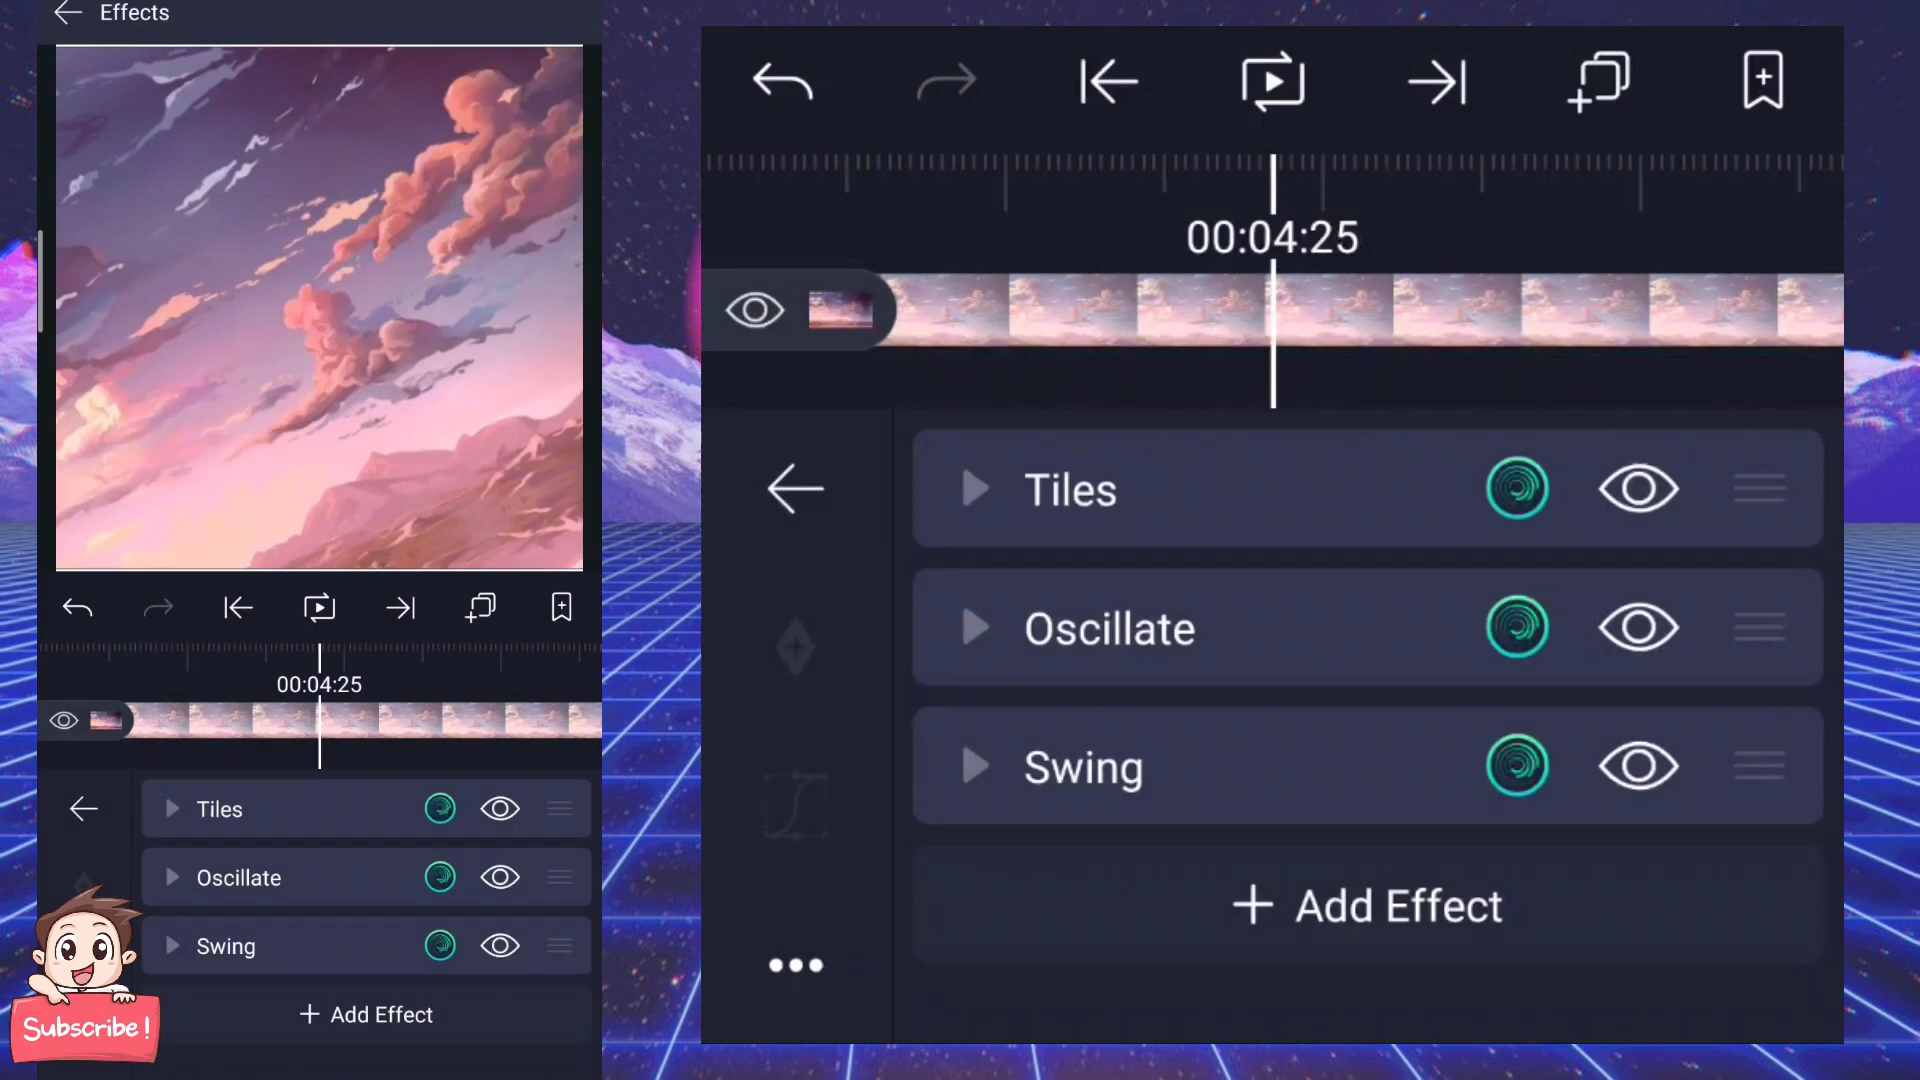 Effects
00:04:25
Tiles
Oscillate
Swing
+ Add Effect
Subscribe!
00:04:25
Tiles
Oscillate
Swing
+ Add Effect